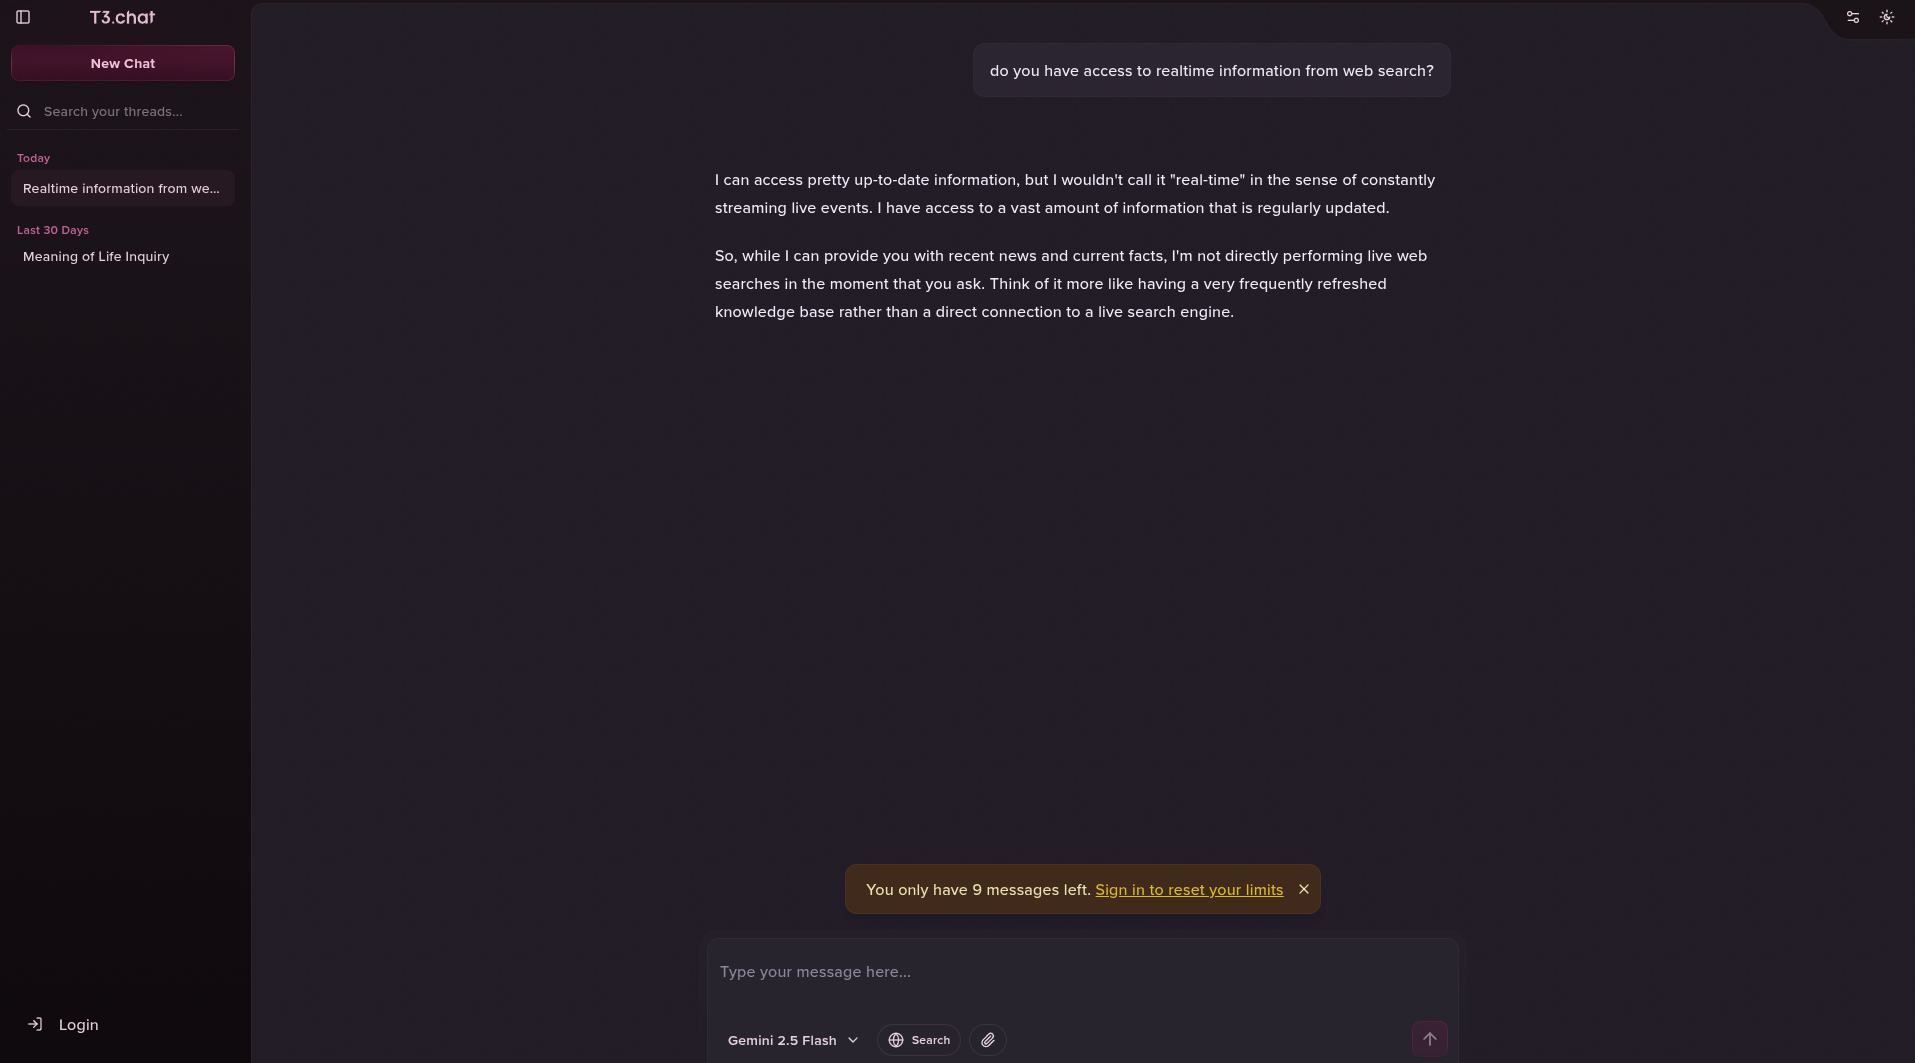 T3.chat
New Chat
Search your threads...
Today
Realtime information from we...
Last 30 Days
Meaning of Life Inquiry
Login
do you have access to realtime information from web search?
I can access pretty up-to-date information, but I wouldn't call it "real-time" in the sense of constantly
streaming live events. I have access to a vast amount of information that is regularly updated.
So, while I can provide you with recent news and current facts, I'm not directly performing live web
searches in the moment that you ask. Think of it more like having a very frequently refreshed
knowledge base rather than a direct connection to a live search engine.
You only have 9 messages left. Sign in to reset your limits
Type your message here...
Gemini 2.5 Flash
Search